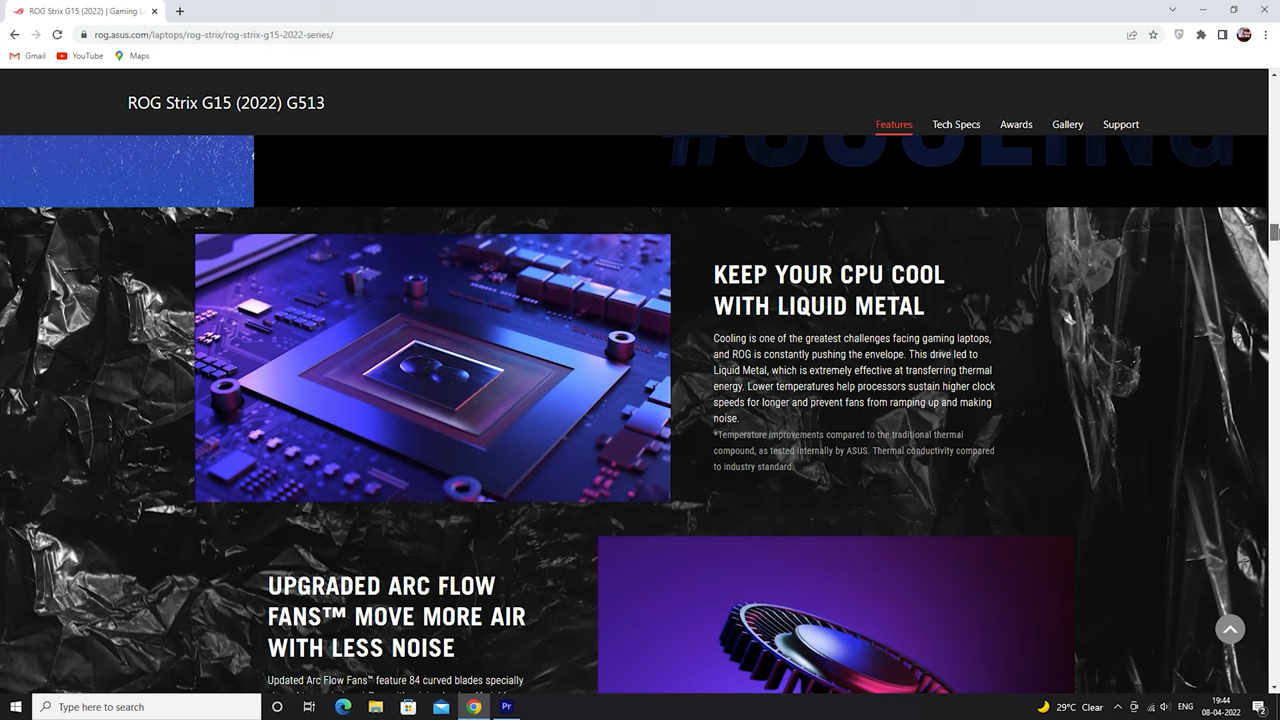 ROG Strix G15 (2022) | Gaming L
rog.asus.com/laptops/rog-strix/rog-strix-g15-2022-series/
Gmail
YouTube
Maps
ROG Strix G15 (2022) G513
Features
Tech Specs
Awards
Gallery
Support
#COOLING
KEEP YOUR CPU COOL
WITH LIQUID METAL
Cooling is one of the greatest challenges facing gaming laptops,
and ROG is constantly pushing the envelope. This drive led to
Liquid Metal, which is extremely effective at transferring thermal
energy. Lower temperatures help processors sustain higher clock
speeds for longer and prevent fans from ramping up and making
noise.
*Temperature improvements compared to the traditional thermal
compound, as tested internally by ASUS. Thermal conductivity compared
to industry standard.
UPGRADED ARC FLOW
FANS™ MOVE MORE AIR
WITH LESS NOISE
Updated Arc Flow Fans™ feature 84 curved blades specially
Type here to search
Pr
29°C Clear
ENG
19:44
08-04-2022
2